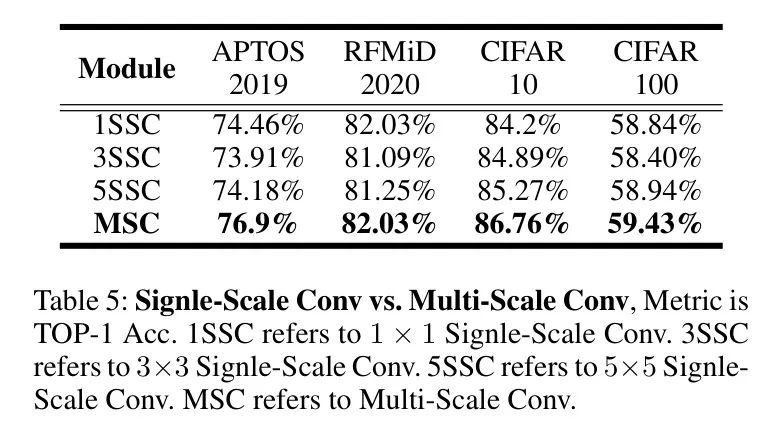 Module APTOS 2019 RFMiD 2020 CIFAR 10 CIFAR 100
1SSC 74.46% 82.03% 84.2% 58.84%
3SSC 73.91% 81.09% 84.89% 58.40%
5SSC 74.18% 81.25% 85.27% 58.94%
MSC 76.9% 82.03% 86.76% 59.43%
Table 5: Signle-Scale Conv vs. Multi-Scale Conv, Metric is
TOP-1 Acc. 1SSC refers to 1 × 1 Signle-Scale Conv. 3SSC
refers to 3×3 Signle-Scale Conv. 5SSC refers to 5×5 Signle-
Scale Conv. MSC refers to Multi-Scale Conv.